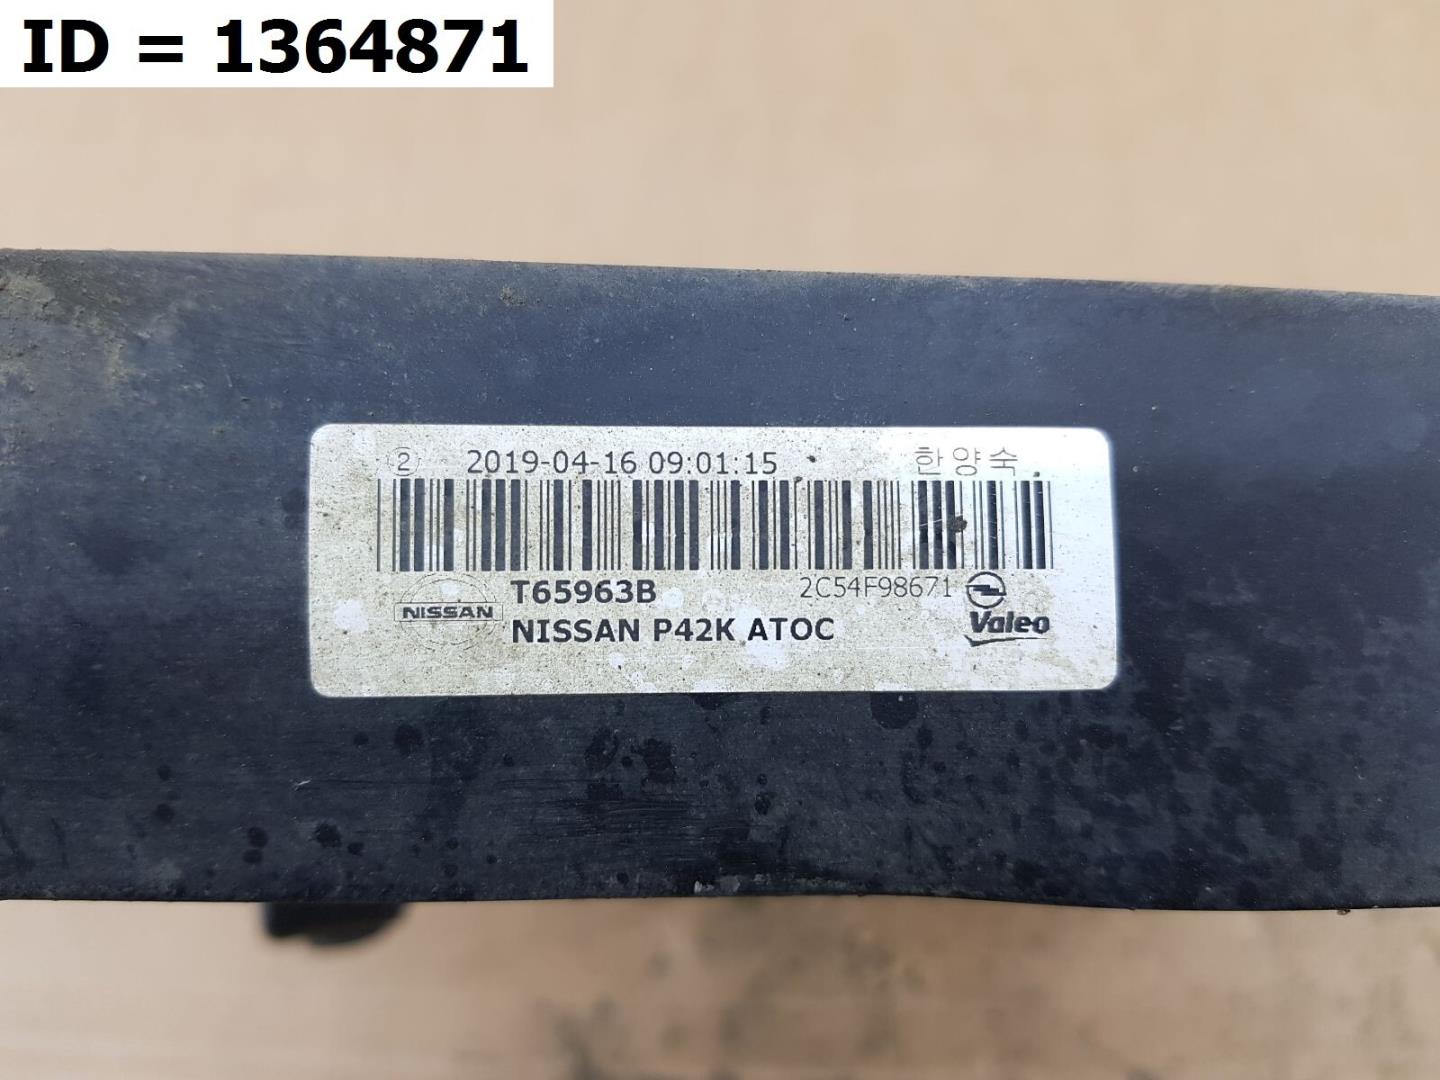 ID = 1364871
② 2019-04-16 09:01:15 한양숙
T65963B 2C54F98671
NISSAN Valeo
NISSAN P42K ATOC